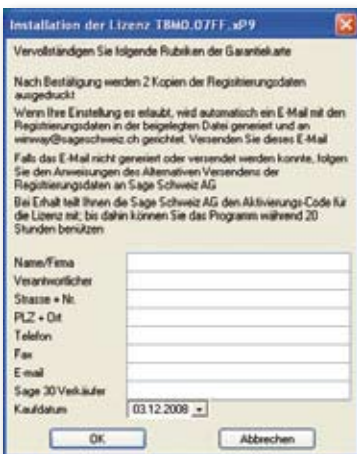 Installation der Lizenz T8M0.07FF.xP9
Vervollständigen Sie folgende Rubriken der Garantiekarte
Nach Bestätigung werden 2 Kopien der Registrierungsdaten
ausgedruckt
Wenn Ihre Einstellung es erlaubt, wird automatisch ein E-Mail mit den
Registrierungsdaten in der beigelegten Datei generiert und an
winway@sageschweiz.ch gerichtet. Versenden Sie dieses E-Mail
Falls das E-Mail nicht generiert oder versendet werden konnte, folgen
Sie den Anweisungen des Alternativen Versendens der
Registrierungsdaten an Sage Schweiz AG
Bei Erhalt teilt Ihnen die Sage Schweiz AG den Aktivierungs-Code für
die Lizenz mit; bis dahin können Sie das Programm während 20
Stunden benützen
Name/Firma
Verantwortlicher
Strasse + Nr.
PLZ + Ort
Telefon
Fax
E-mail
Sage 30 Verkäufer
Kaufdatum 03.12.2008
OK Abbrechen